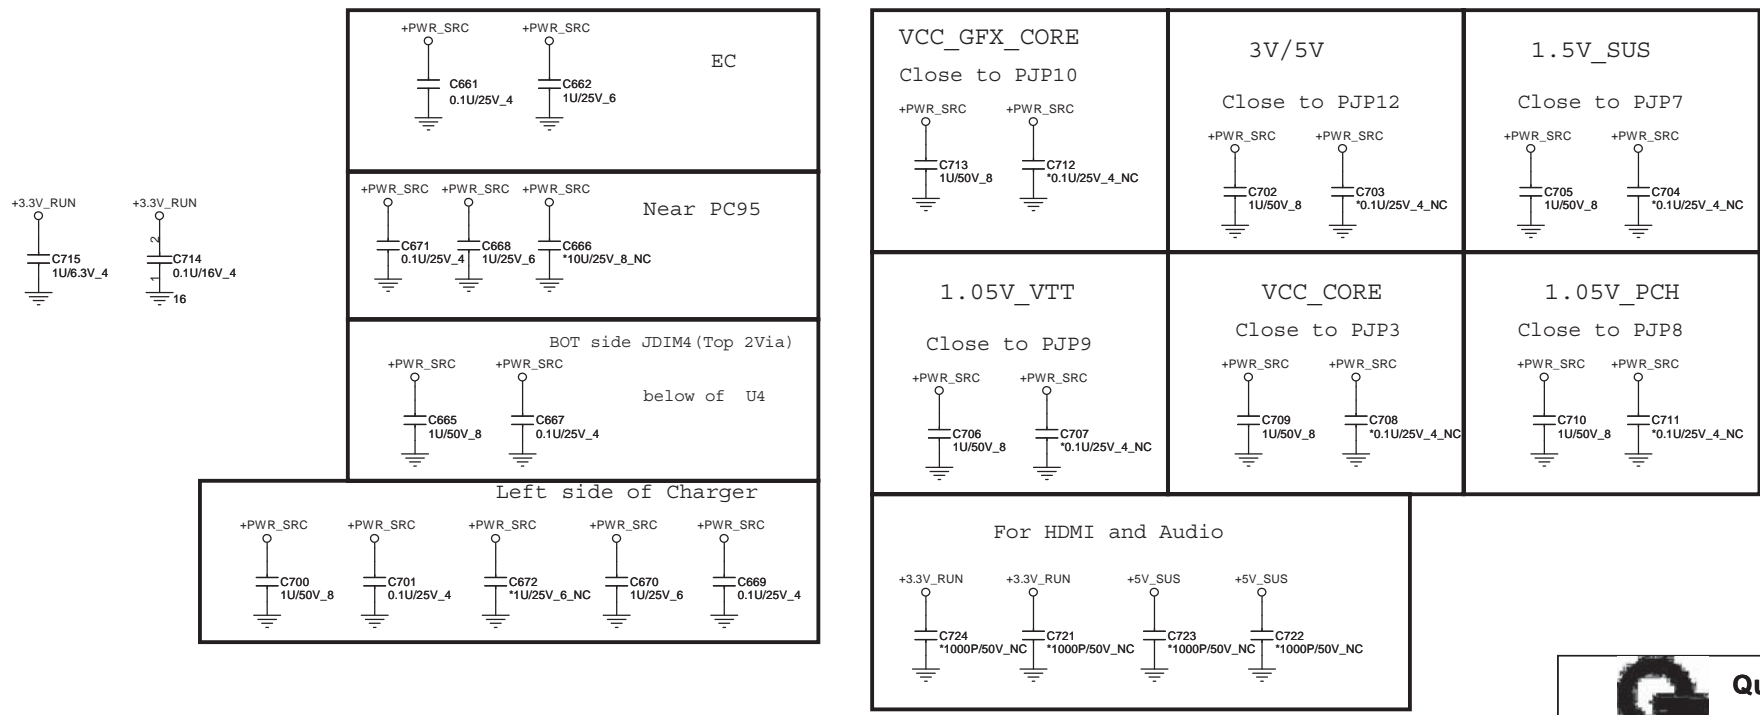 +3.3V_RUN
C715
1U/6.3V_4
+3.3V_RUN
2
C714
0.1U/16V_4
1
16
+PWR_SRC
C661
0.1U/25V_4
+PWR_SRC
C662
1U/25V_6
EC
+PWR_SRC
C671
0.1U/25V_4
+PWR_SRC
C668
1U/25V_6
+PWR_SRC
C666
*10U/25V_8_NC
Near PC95
BOT side JDIM4(Top 2Via)
below of U4
+PWR_SRC
C665
1U/50V_8
+PWR_SRC
C667
0.1U/25V_4
Left side of Charger
+PWR_SRC
C700
1U/50V_8
+PWR_SRC
C701
0.1U/25V_4
+PWR_SRC
C672
*1U/25V_6_NC
+PWR_SRC
C670
1U/25V_6
+PWR_SRC
C669
0.1U/25V_4
VCC_GFX_CORE
Close to PJP10
+PWR_SRC
C713
1U/50V_8
+PWR_SRC
C712
*0.1U/25V_4_NC
3V/5V
Close to PJP12
+PWR_SRC
C702
1U/50V_8
+PWR_SRC
C703
*0.1U/25V_4_NC
1.5V_SUS
Close to PJP7
+PWR_SRC
C705
1U/50V_8
+PWR_SRC
C704
*0.1U/25V_4_NC
1.05V_VTT
Close to PJP9
+PWR_SRC
C706
1U/50V_8
+PWR_SRC
C707
*0.1U/25V_4_NC
VCC_CORE
Close to PJP3
+PWR_SRC
C709
1U/50V_8
+PWR_SRC
C708
*0.1U/25V_4_NC
1.05V_PCH
Close to PJP8
+PWR_SRC
C710
1U/50V_8
+PWR_SRC
C711
*0.1U/25V_4_NC
For HDMI and Audio
+3.3V_RUN
C724
*1000P/50V_NC
+3.3V_RUN
C721
*1000P/50V_NC
+5V_SUS
C723
*1000P/50V_NC
+5V_SUS
C722
*1000P/50V_NC